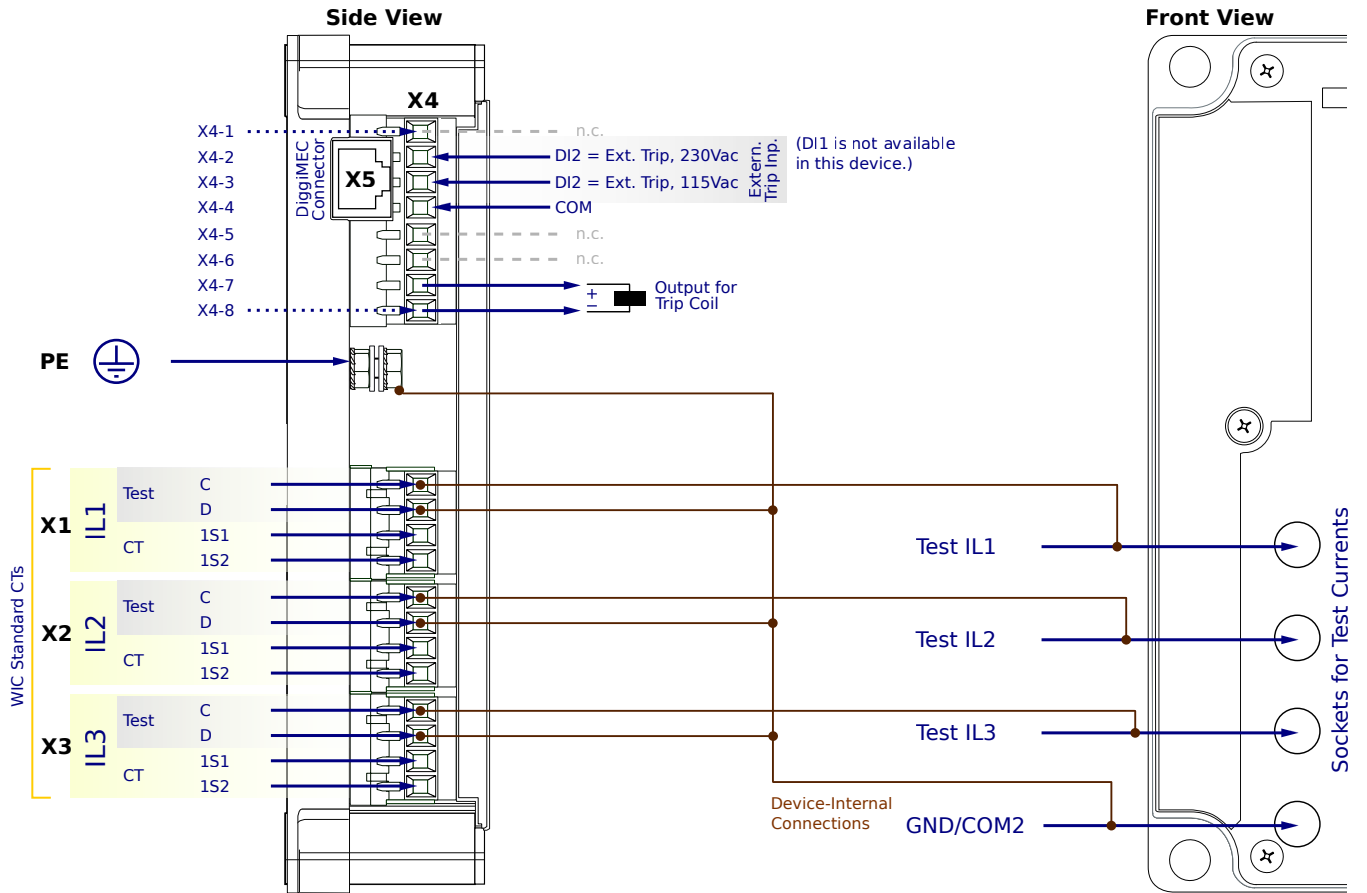 Side View
Front View
X4
X4-1
n.c.
X4-2
DI2 = Ext. Trip, 230Vac
X4-3
DI2 = Ext. Trip, 115Vac
Extern.
Trip Inp.
(DI1 is not available
in this device.)
X4-4
COM
X4-5
n.c.
X4-6
n.c.
X4-7
X4-8
DiggiMEC
Connector
X5
+
−
Output for
Trip Coil
PE
WIC Standard CTs
X1
IL1
Test
C
D
CT
1S1
1S2
X2
IL2
Test
C
D
CT
1S1
1S2
X3
IL3
Test
C
D
CT
1S1
1S2
Test IL1
Test IL2
Test IL3
Device-Internal
Connections
GND/COM2
Sockets for Test Currents